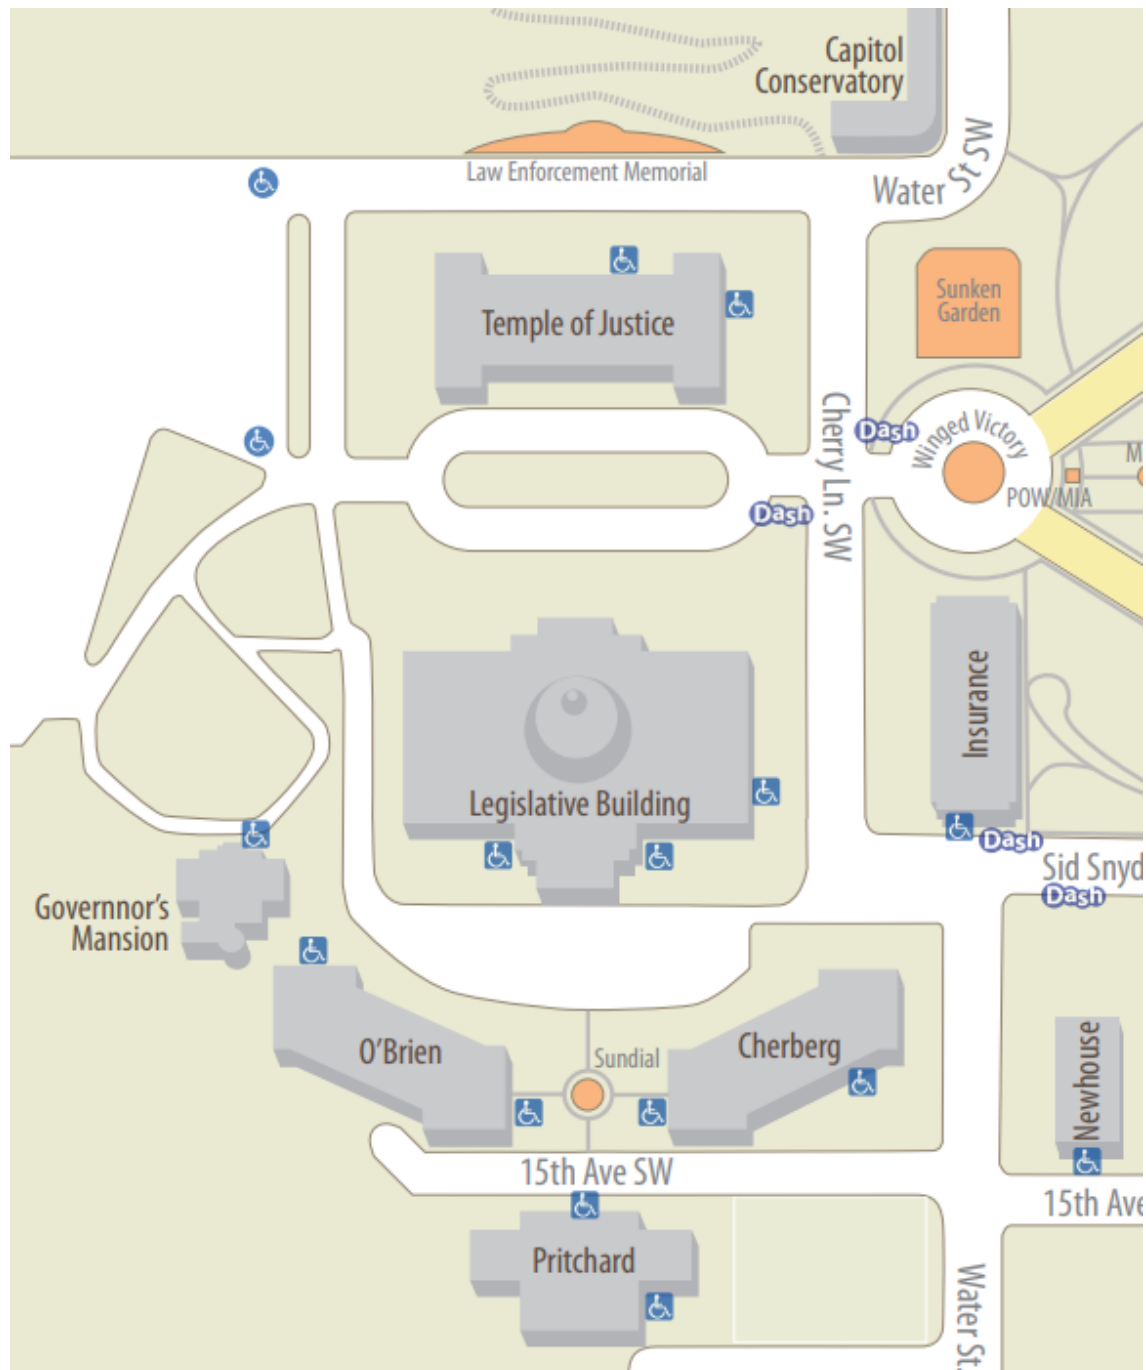 Capitol
Conservatory
Law Enforcement Memorial
Water St SW
Temple of Justice
Sunken
Garden
Cherry Ln. SW
Dash
Winged Victory
M
POW/MIA
Dash
Insurance
Legislative Building
Dash
Sid Snyd
Dash
Governnor's
Mansion
O'Brien
Sundial
Cherberg
Newhouse
15th Ave SW
15th Ave
Pritchard
Water St.